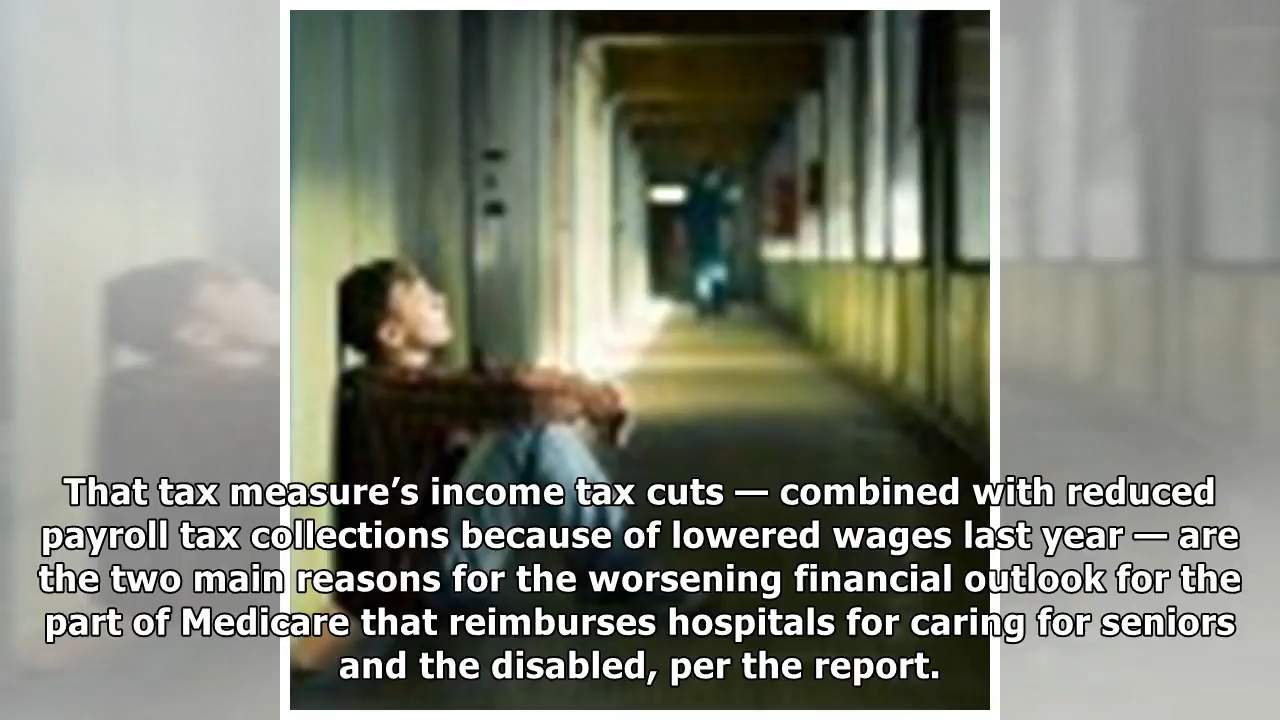 That tax measure’s income tax cuts — combined with reduced
payroll tax collections because of lowered wages last year — are
the two main reasons for the worsening financial outlook for the
part of Medicare that reimburses hospitals for caring for seniors
and the disabled, per the report.